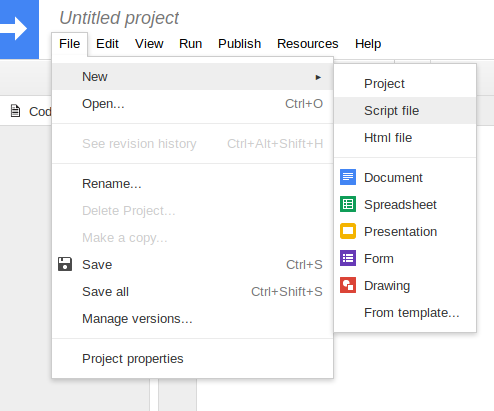 Untitled project
File Edit View Run Publish Resources Help
New
Open... Ctrl+O
See revision history Ctrl+Alt+Shift+H
Rename...
Delete Project...
Make a copy...
Save Ctrl+S
Save all Ctrl+Shift+S
Manage versions...
Project properties
Project
Script file
Html file
Document
Spreadsheet
Presentation
Form
Drawing
From template...
Cod